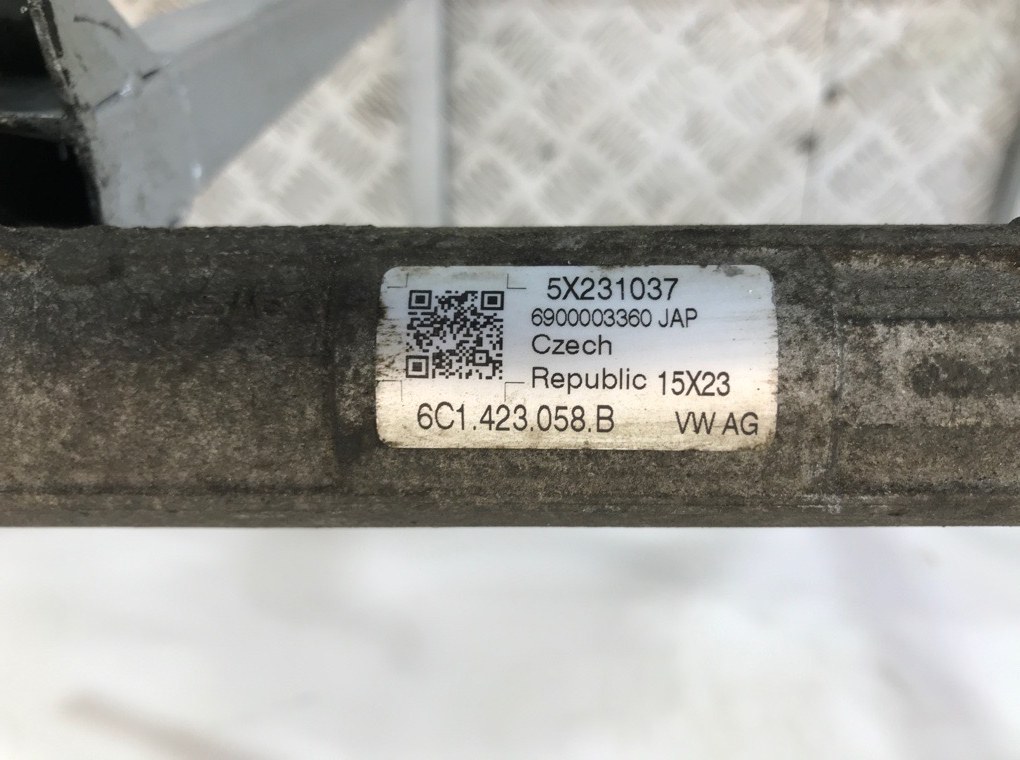 5X231037
6900003360 JAP
Czech
Republic 15X23
6C1.423.058.B VW AG